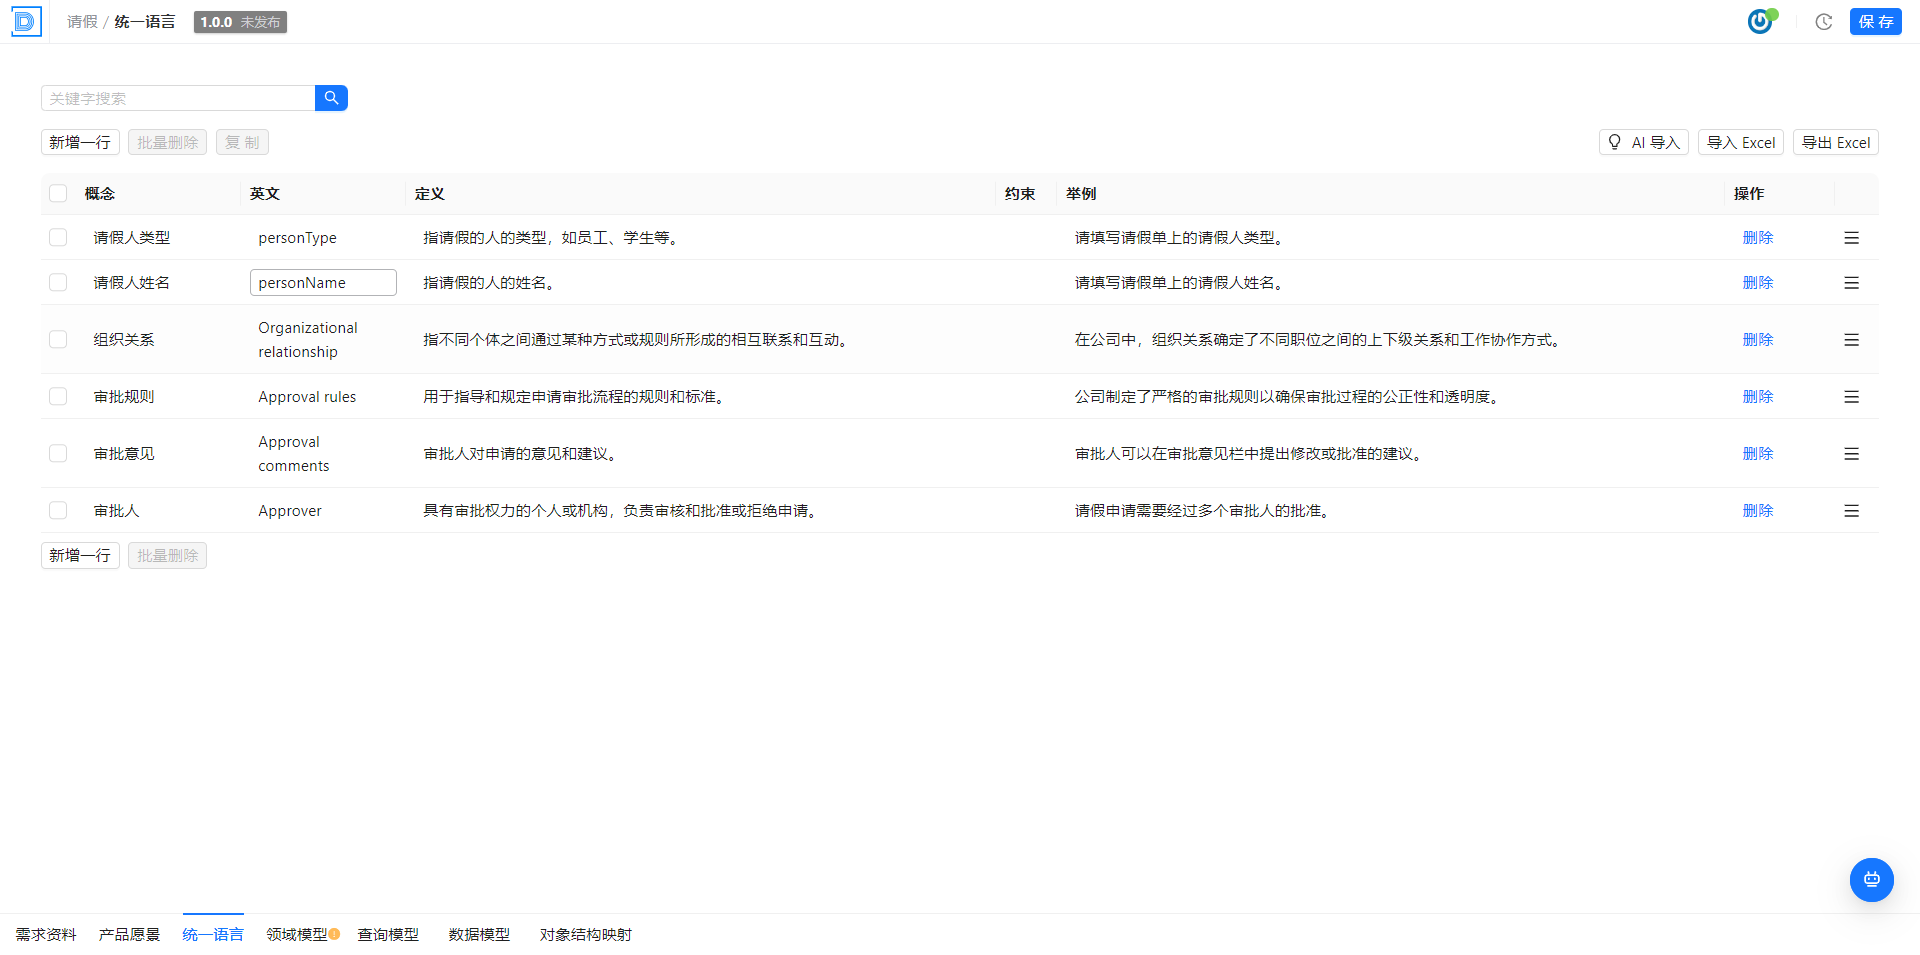 请假 / 统一语言 1.0.0 未发布 保 存
关键字搜索
新增一行 批量删除 复 制 AI 导入 导入 Excel 导出 Excel
概念 英文 定义 约束 举例 操作
请假人类型 personType 指请假的人的类型，如员工、学生等。 请填写请假单上的请假人类型。 删除
请假人姓名 personName 指请假的人的姓名。 请填写请假单上的请假人姓名。 删除
组织关系 Organizational relationship 指不同个体之间通过某种方式或规则所形成的相互联系和互动。 在公司中，组织关系确定了不同职位之间的上下级关系和工作协作方式。 删除
审批规则 Approval rules 用于指导和规定申请审批流程的规则和标准。 公司制定了严格的审批规则以确保审批过程的公正性和透明度。 删除
审批意见 Approval comments 审批人对申请的意见和建议。 审批人可以在审批意见栏中提出修改或批准的建议。 删除
审批人 Approver 具有审批权力的个人或机构，负责审核和批准或拒绝申请。 请假申请需要经过多个审批人的批准。 删除
新增一行 批量删除
需求资料 产品愿景 统一语言 领域模型 查询模型 数据模型 对象结构映射